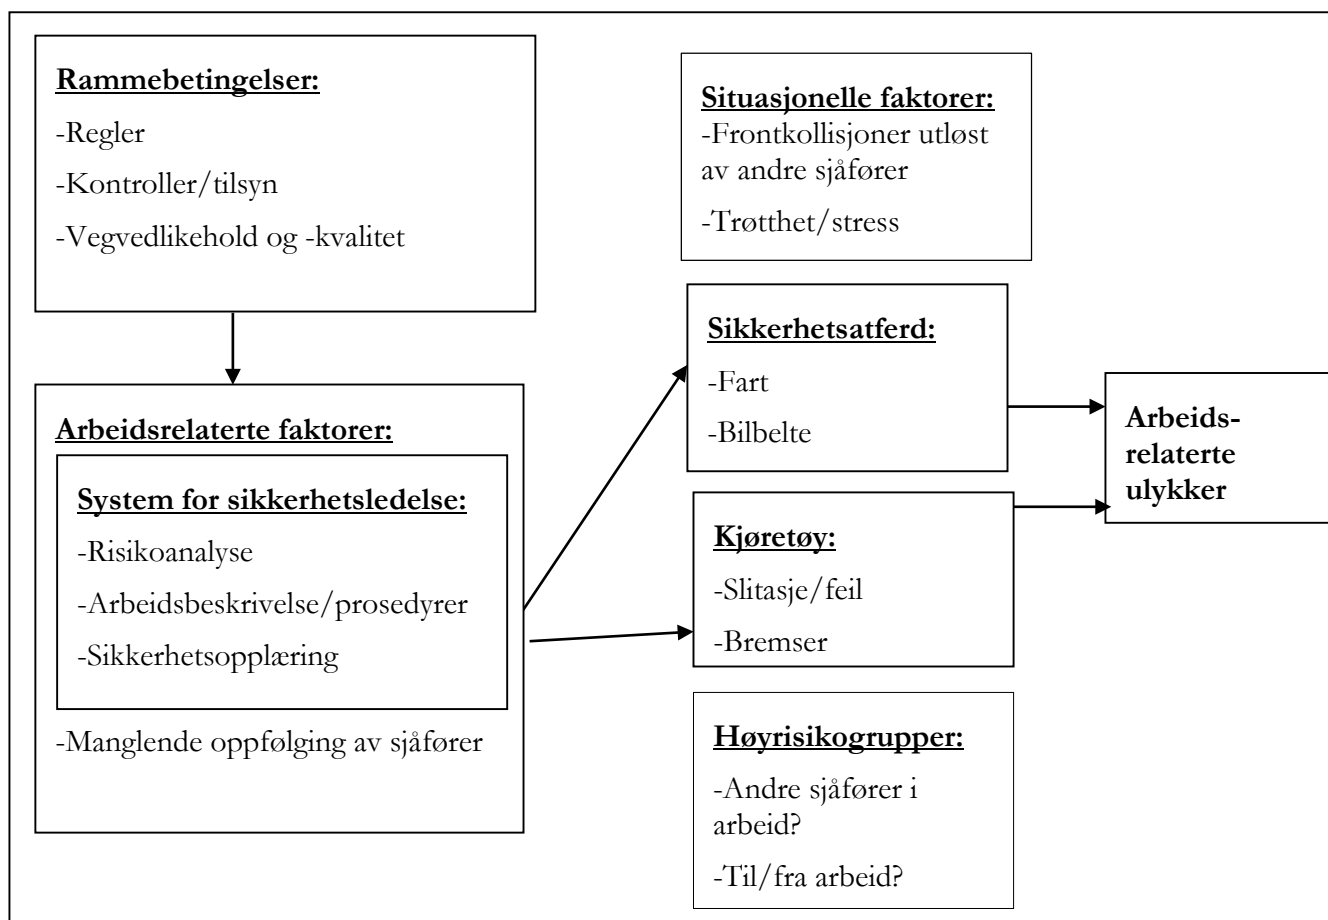 Rammebetingelser:
-Regler
-Kontroller/tilsyn
-Vegvedlikehold og -kvalitet
Arbeidsrelaterte faktorer:
System for sikkerhetsledelse:
-Risikoanalyse
-Arbeidsbeskrivelse/prosedyrer
-Sikkerhetsopplæring
-Manglende oppfølging av sjåfører
Situasjonelle faktorer:
-Frontkollisjoner utløst
av andre sjåfører
-Trøtthet/stress
Sikkerhetsatferd:
-Fart
-Bilbelte
Kjøretøy:
-Slitasje/feil
-Bremser
Høyrisikogrupper:
-Andre sjåfører i
arbeid?
-Til/fra arbeid?
Arbeids-
relaterte
ulykker